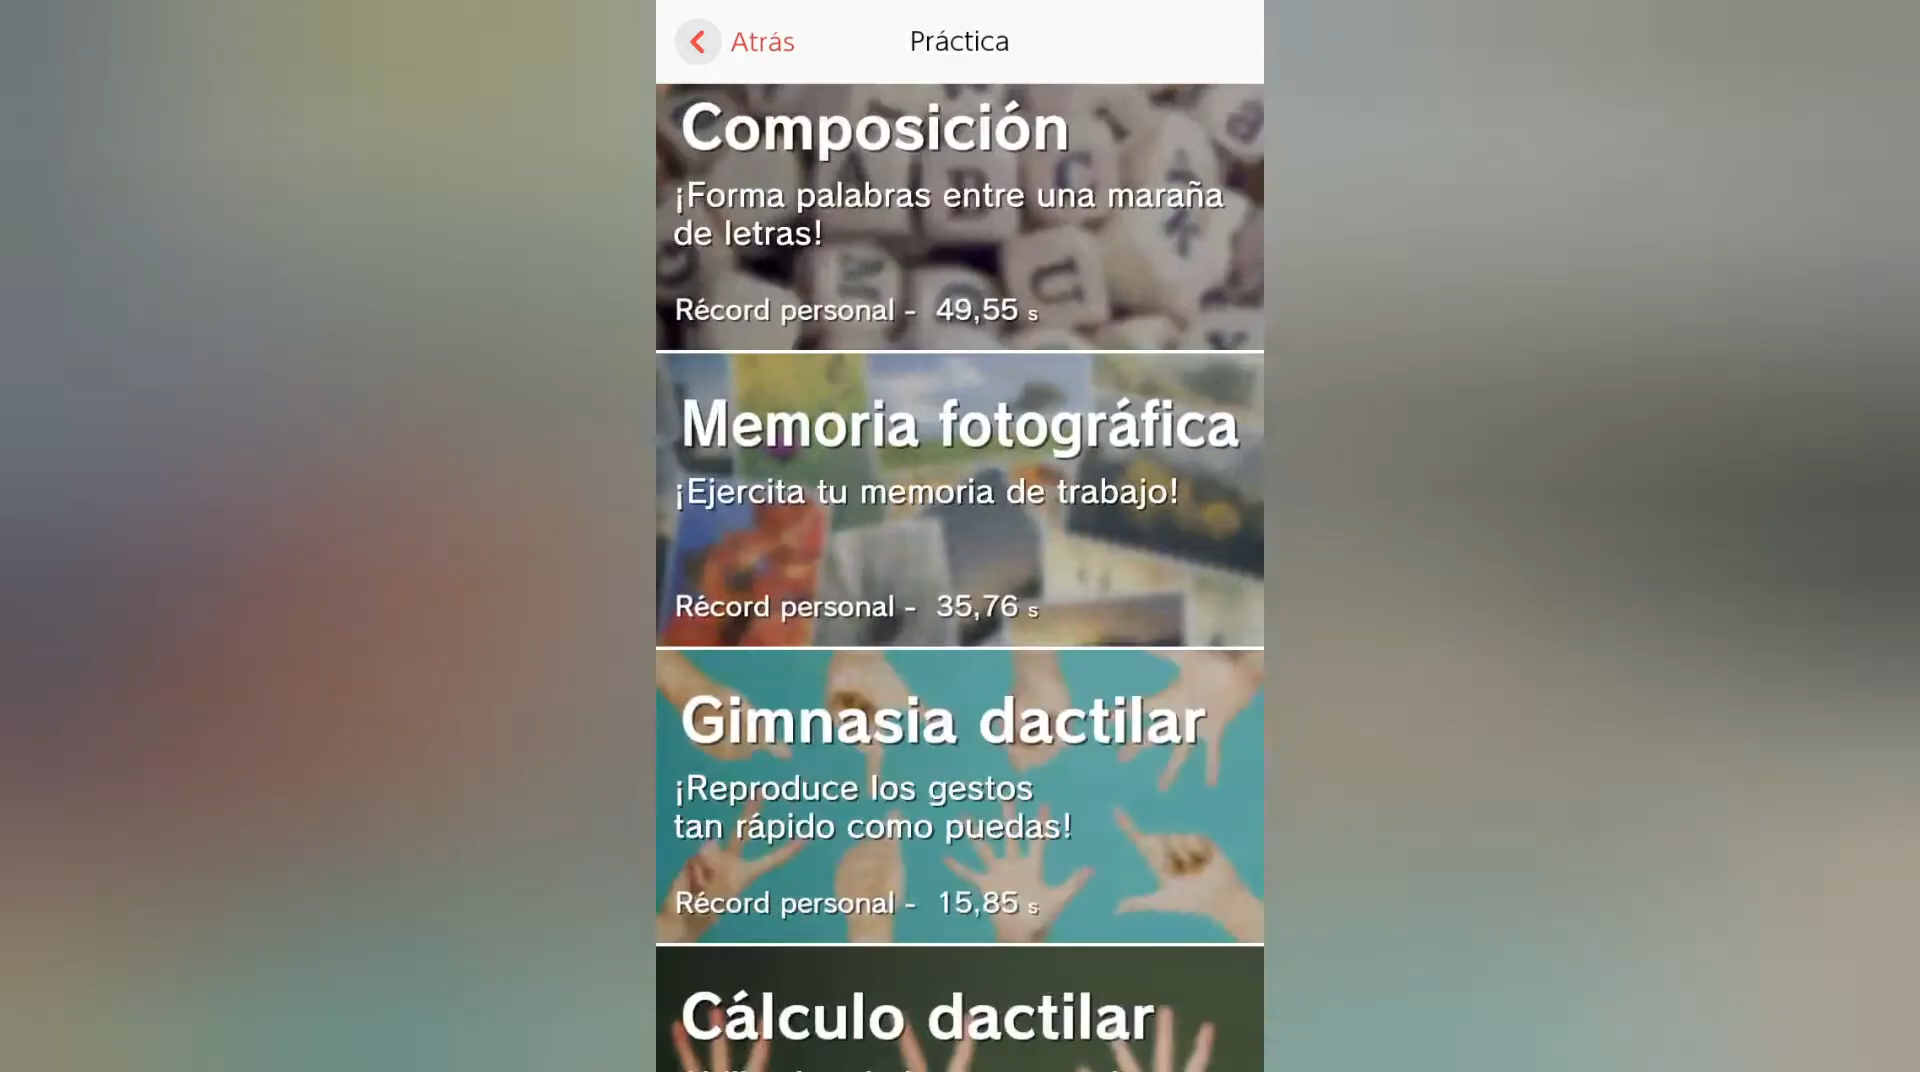 Atrás
Práctica
Composición
¡Forma palabras entre una maraña
de letras!
Récord personal - 49,55 s
Memoria fotográfica
¡Ejercita tu memoria de trabajo!
Récord personal - 35,76 s
Gimnasia dactilar
¡Reproduce los gestos
tan rápido como puedas!
Récord personal - 15,85 s
Cálculo dactilar